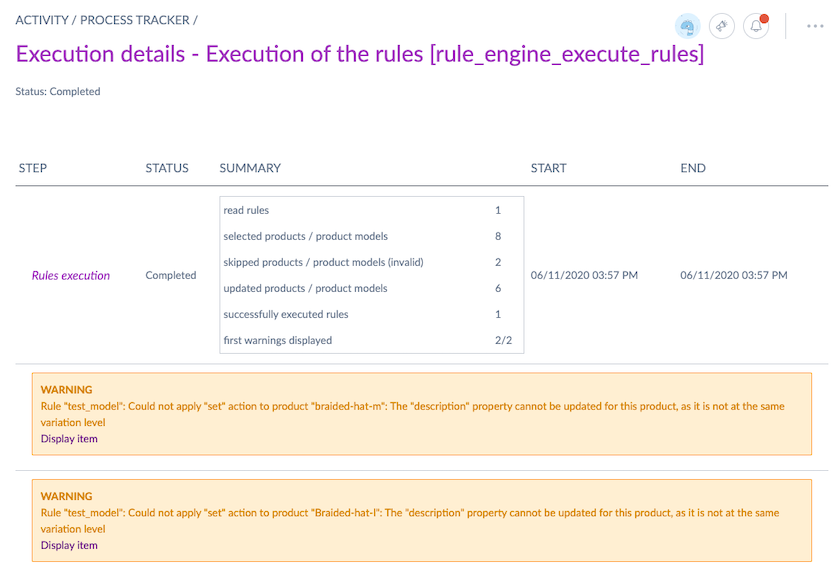 ACTIVITY / PROCESS TRACKER /
Execution details - Execution of the rules [rule_engine_execute_rules]
Status: Completed
STEP STATUS SUMMARY START END
read rules 1
selected products / product models 8
skipped products / product models (invalid) 2
Rules execution Completed 06/11/2020 03:57 PM 06/11/2020 03:57 PM
updated products / product models 6
successfully executed rules 1
first warnings displayed 2/2
WARNING
Rule "test_model": Could not apply "set" action to product "braided-hat-m": The "description" property cannot be updated for this product, as it is not at the same
variation level
Display item
WARNING
Rule "test_model": Could not apply "set" action to product "Braided-hat-l": The "description" property cannot be updated for this product, as it is not at the same
variation level
Display item